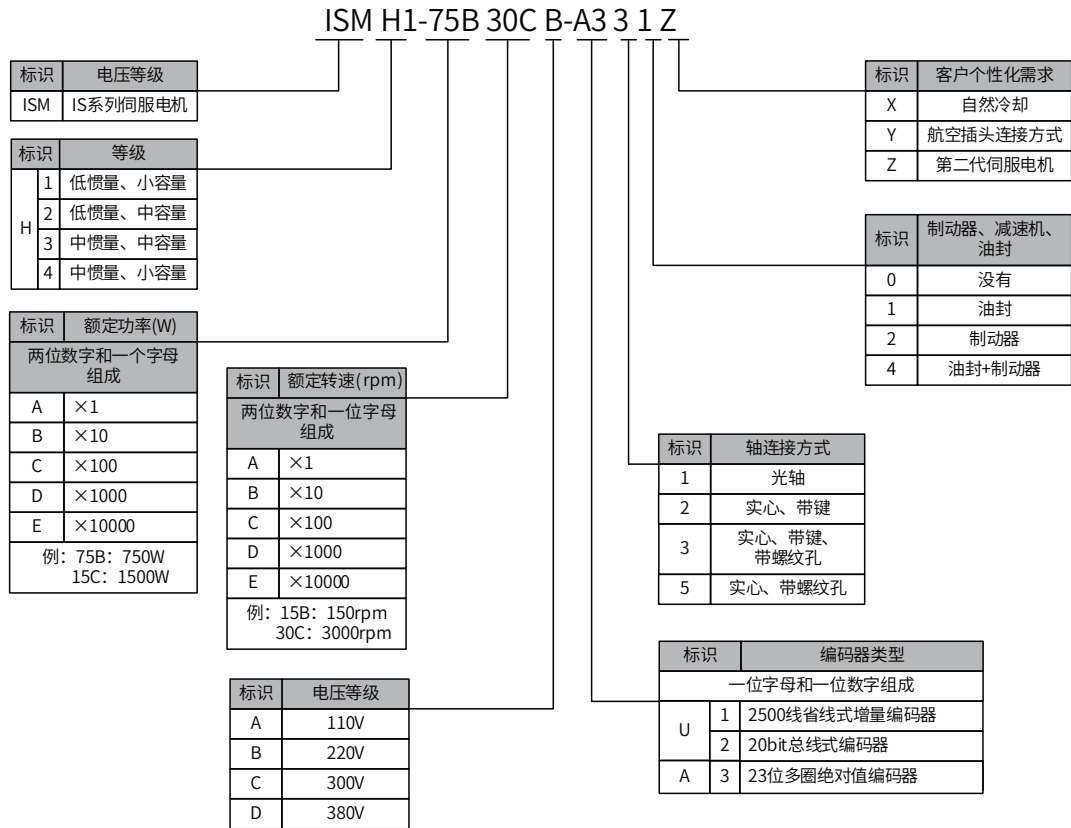 ISM H1-75B 30C B-A3 3 1 Z
标识 电压等级
ISM IS系列伺服电机
标识 等级
H
1 低惯量、小容量
2 低惯量、中容量
3 中惯量、中容量
4 中惯量、小容量
标识 额定功率(W)
两位数字和一个字母
组成
A ×1
B ×10
C ×100
D ×1000
E ×10000
例：75B：750W
15C：1500W
标识 额定转速(rpm)
两位数字和一位字母
组成
A ×1
B ×10
C ×100
D ×1000
E ×10000
例：15B：150rpm
30C：3000rpm
标识 电压等级
A 110V
B 220V
C 300V
D 380V
标识 客户个性化需求
X 自然冷却
Y 航空插头连接方式
Z 第二代伺服电机
标识 制动器、减速机、
油封
0 没有
1 油封
2 制动器
4 油封+制动器
标识 轴连接方式
1 光轴
2 实心、带键
3 实心、带键、
带螺纹孔
5 实心、带螺纹孔
标识 编码器类型
一位字母和一位数字组成
U
1 2500线省线式增量编码器
2 20bit总线式编码器
A 3 23位多圈绝对值编码器